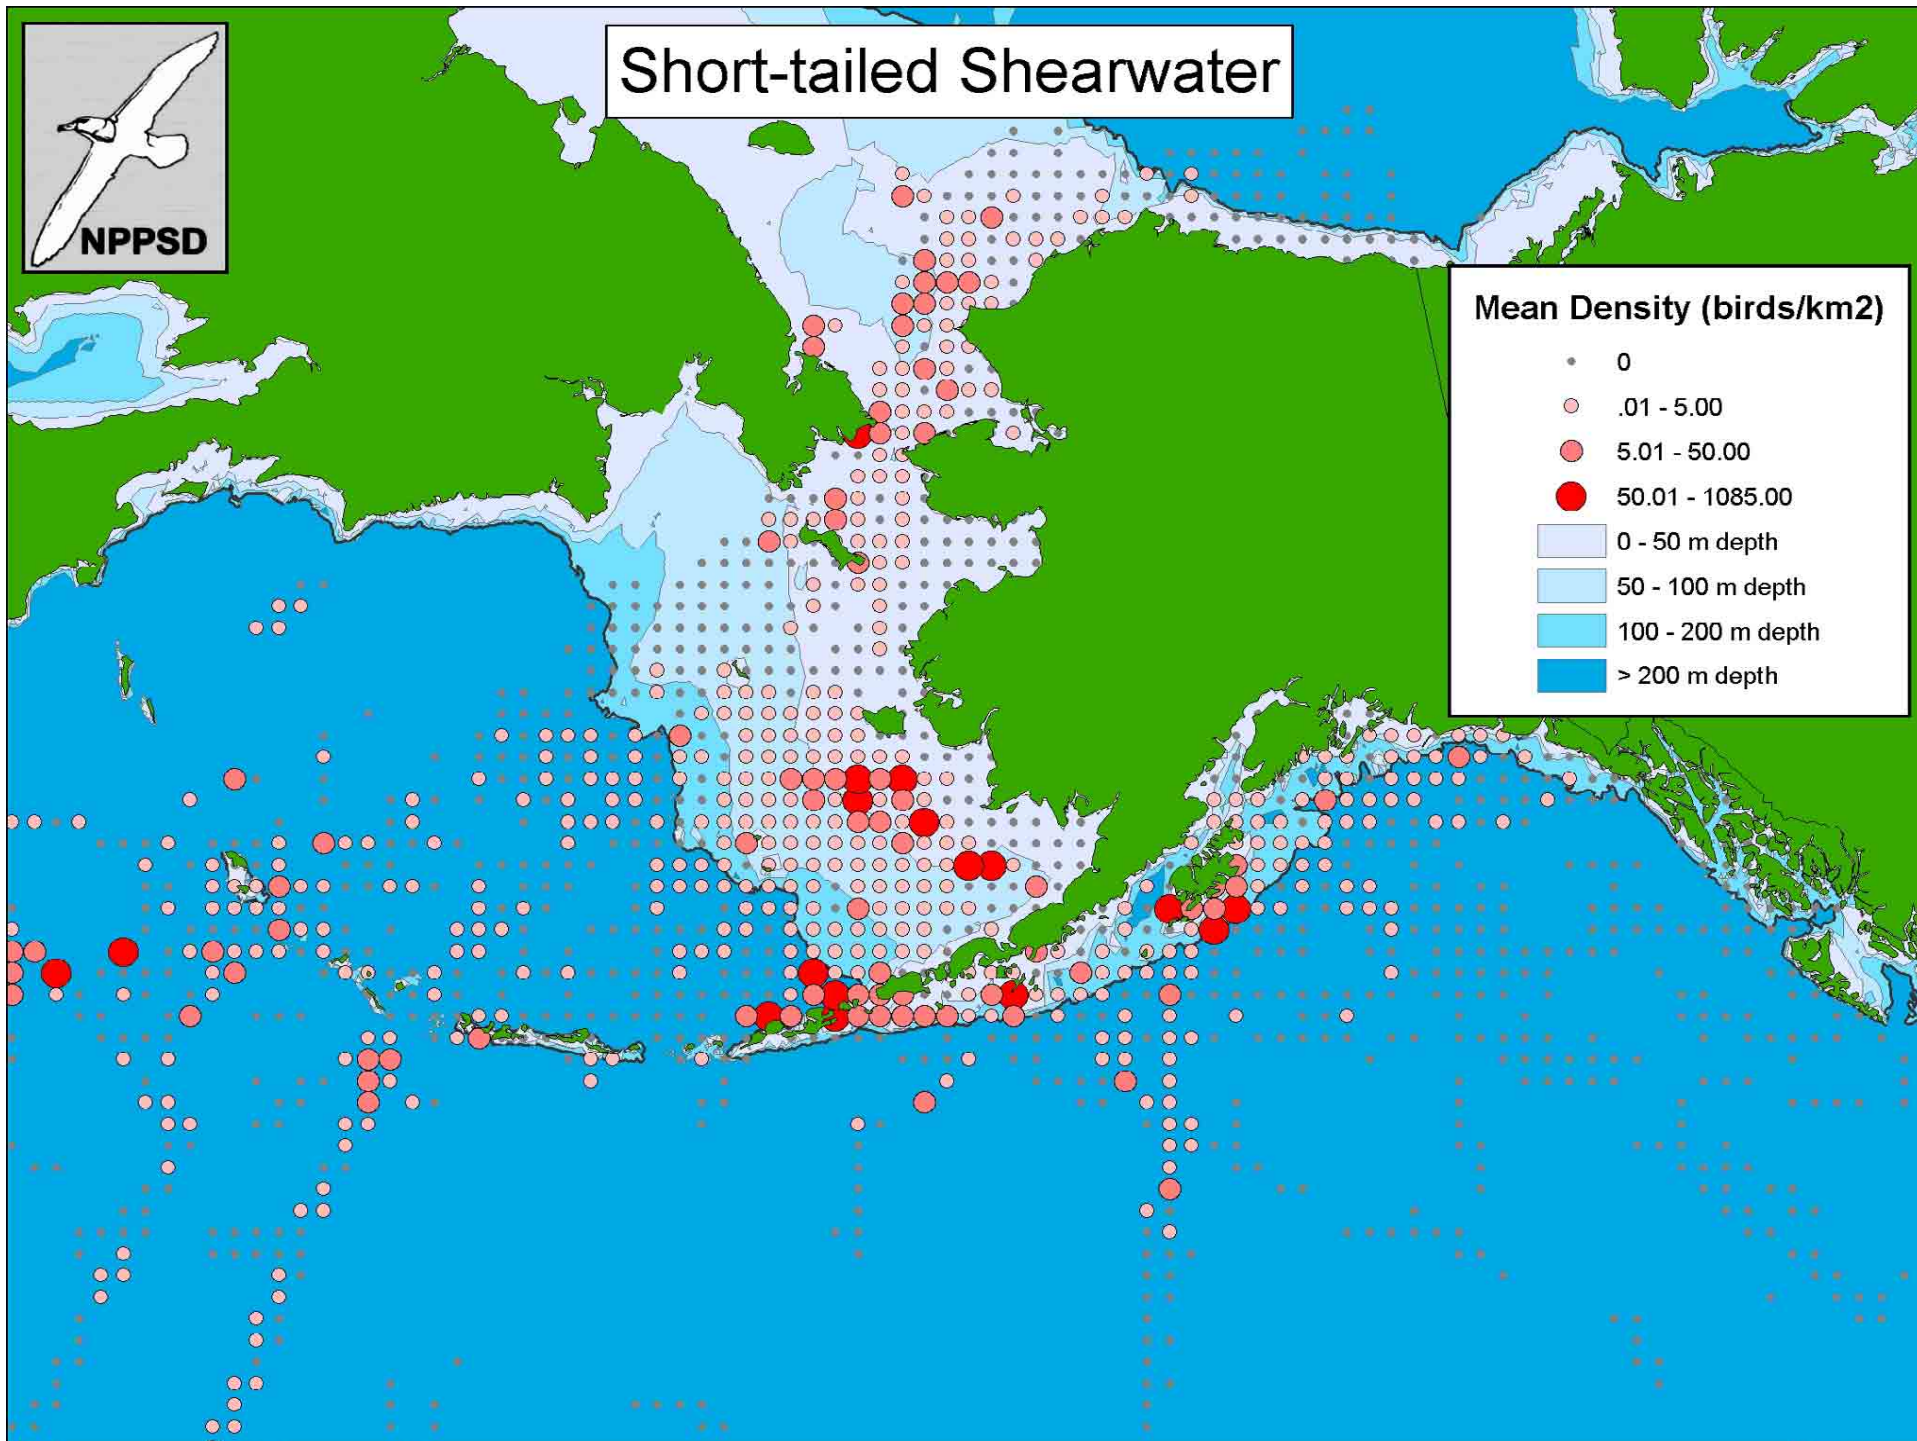 Short-tailed Shearwater
NPPSD
Mean Density (birds/km2)
0
.01 - 5.00
5.01 - 50.00
50.01 - 1085.00
0 - 50 m depth
50 - 100 m depth
100 - 200 m depth
> 200 m depth